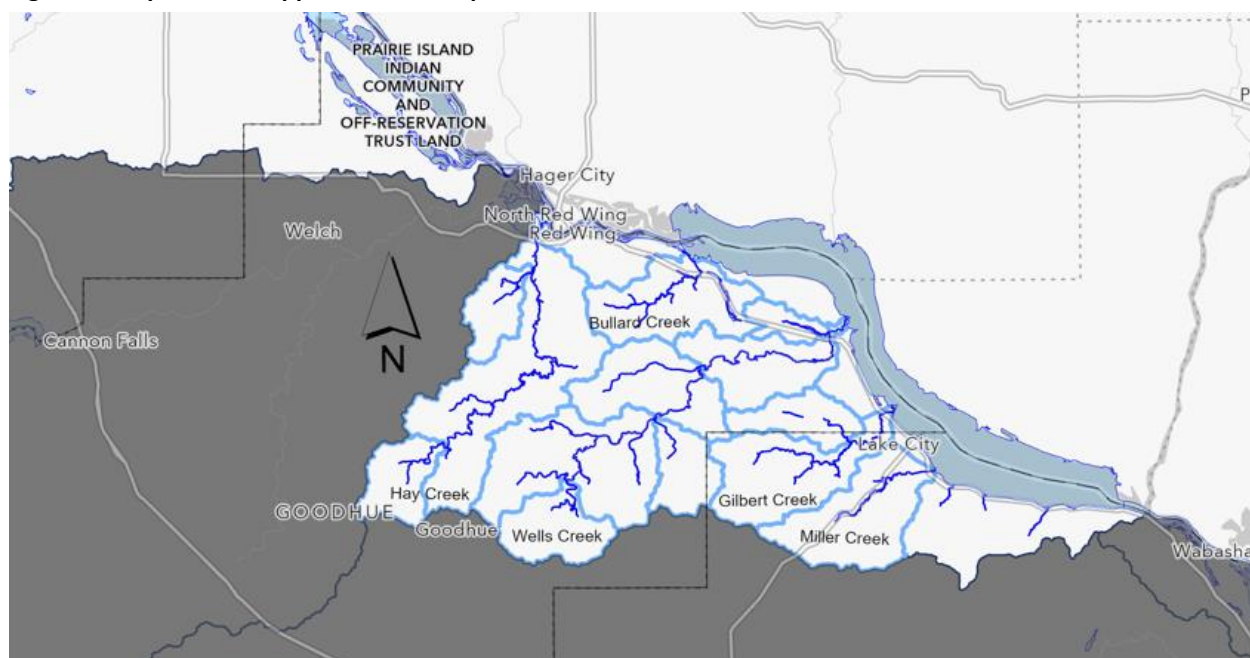 PRAIRIE ISLAND
INDIAN
COMMUNITY
AND
OFF-RESERVATION
TRUST LAND
Hager City
North Red Wing
Red Wing
Welch
Bullard Creek
Cannon Falls
N
Lake City
Hay Creek
Gilbert Creek
GOODHUE
Goodhue
Wells Creek
Miller Creek
Wabasha